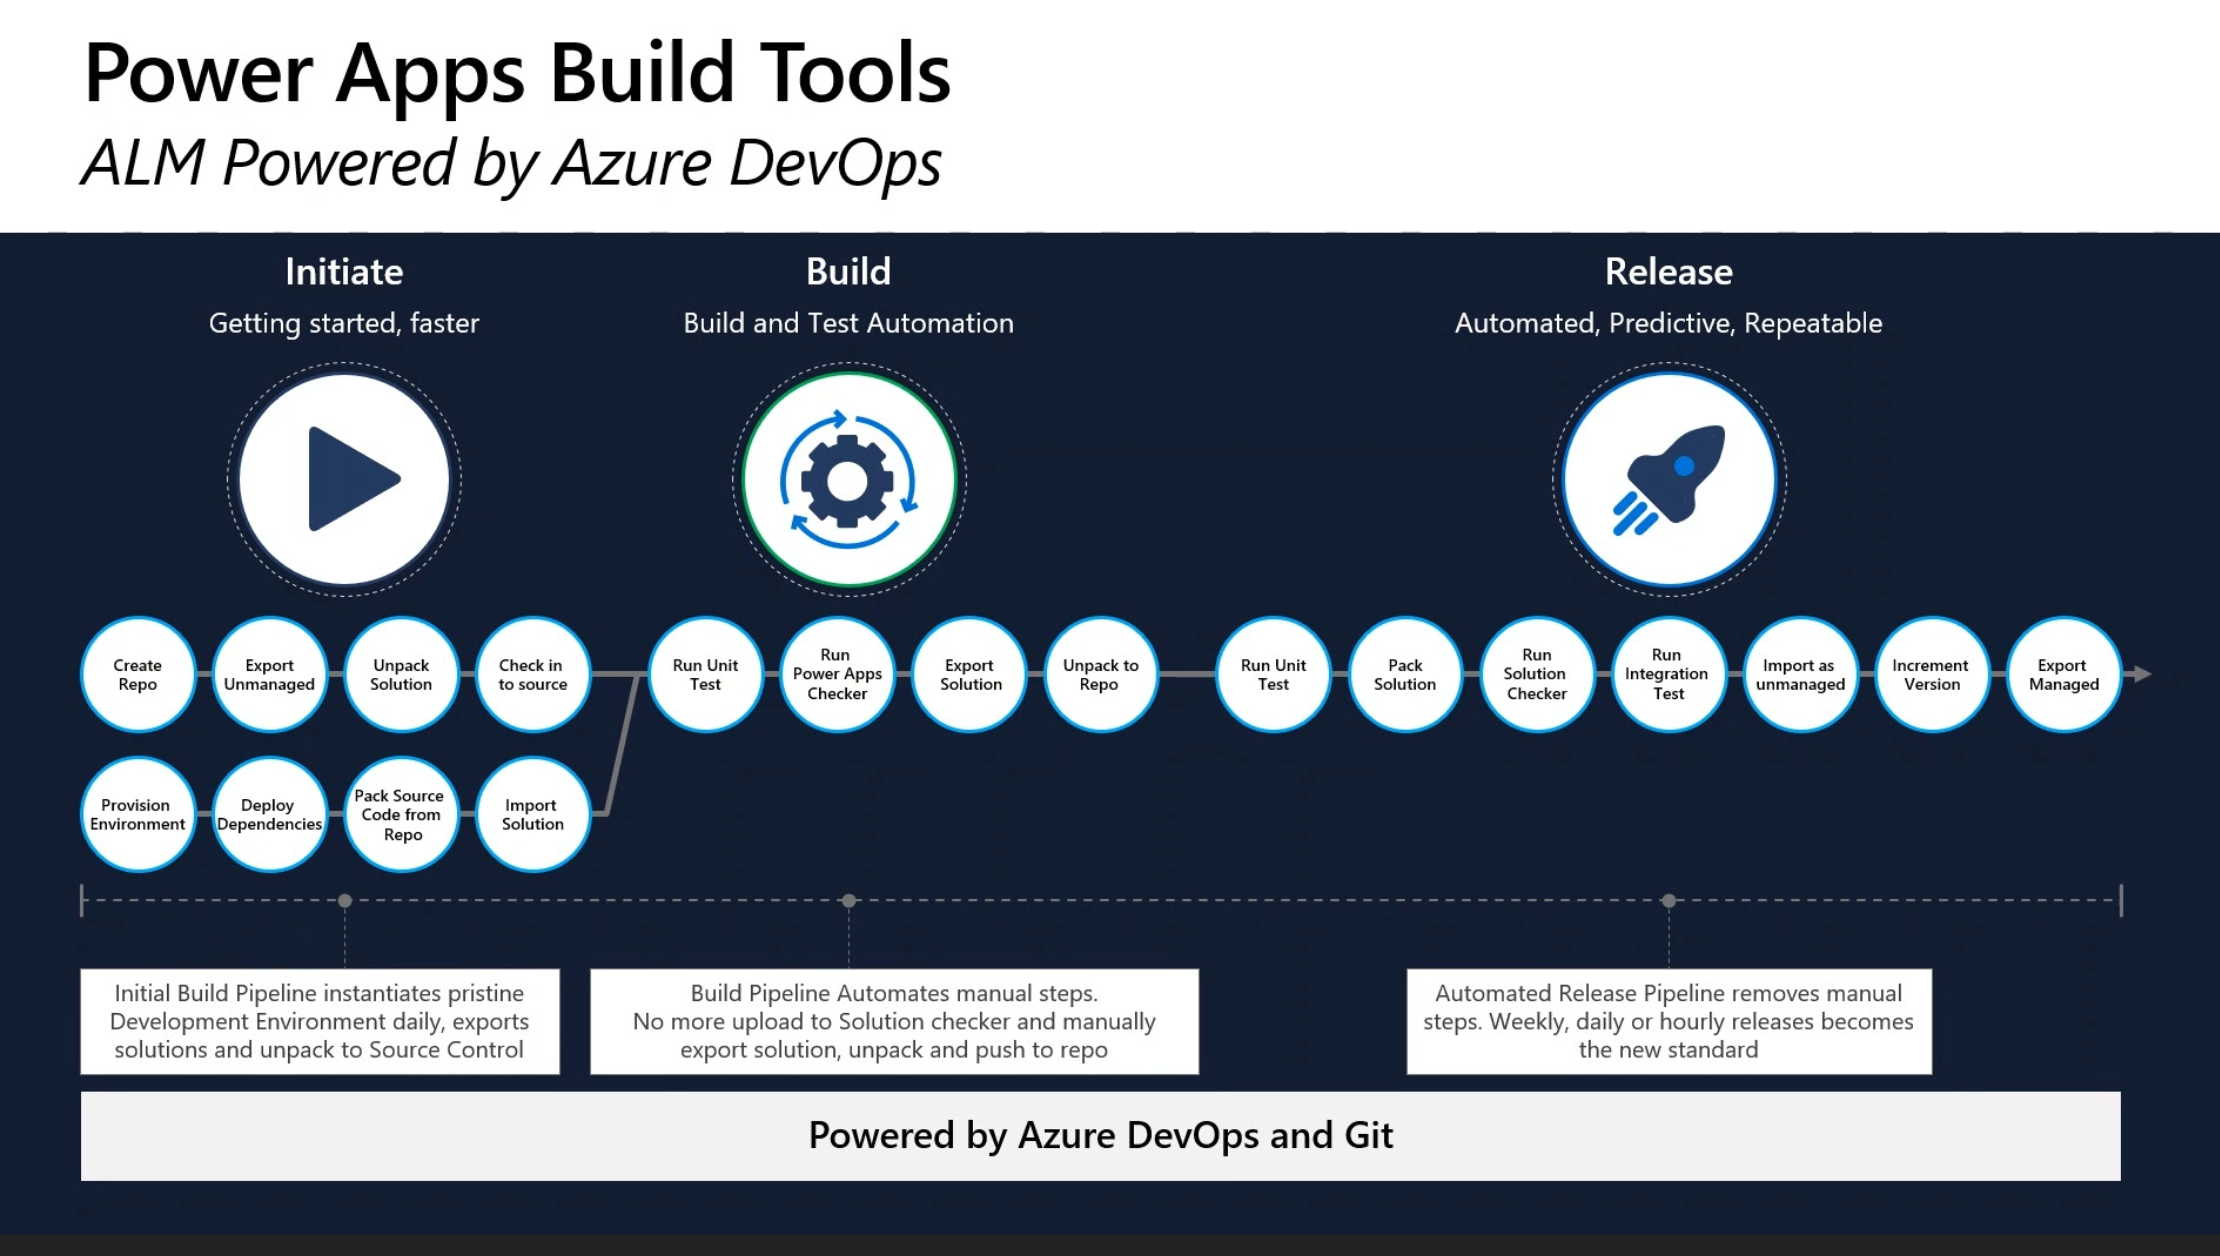 Power Apps Build Tools
ALM Powered by Azure DevOps
Initiate
Getting started, faster
Build
Build and Test Automation
Release
Automated, Predictive, Repeatable
Create
Repo
Export
Unmanaged
Unpack
Solution
Check in
to source
Run Unit
Test
Run
Power Apps
Checker
Export
Solution
Unpack to
Repo
Run Unit
Test
Pack
Solution
Run
Solution
Checker
Run
Integration
Test
Import as
unmanaged
Increment
Version
Export
Managed
Provision
Environment
Deploy
Dependencies
Pack Source
Code from
Repo
Import
Solution
Initial Build Pipeline instantiates pristine
Development Environment daily, exports
solutions and unpack to Source Control
Build Pipeline Automates manual steps.
No more upload to Solution checker and manually
export solution, unpack and push to repo
Automated Release Pipeline removes manual
steps. Weekly, daily or hourly releases becomes
the new standard
Powered by Azure DevOps and Git